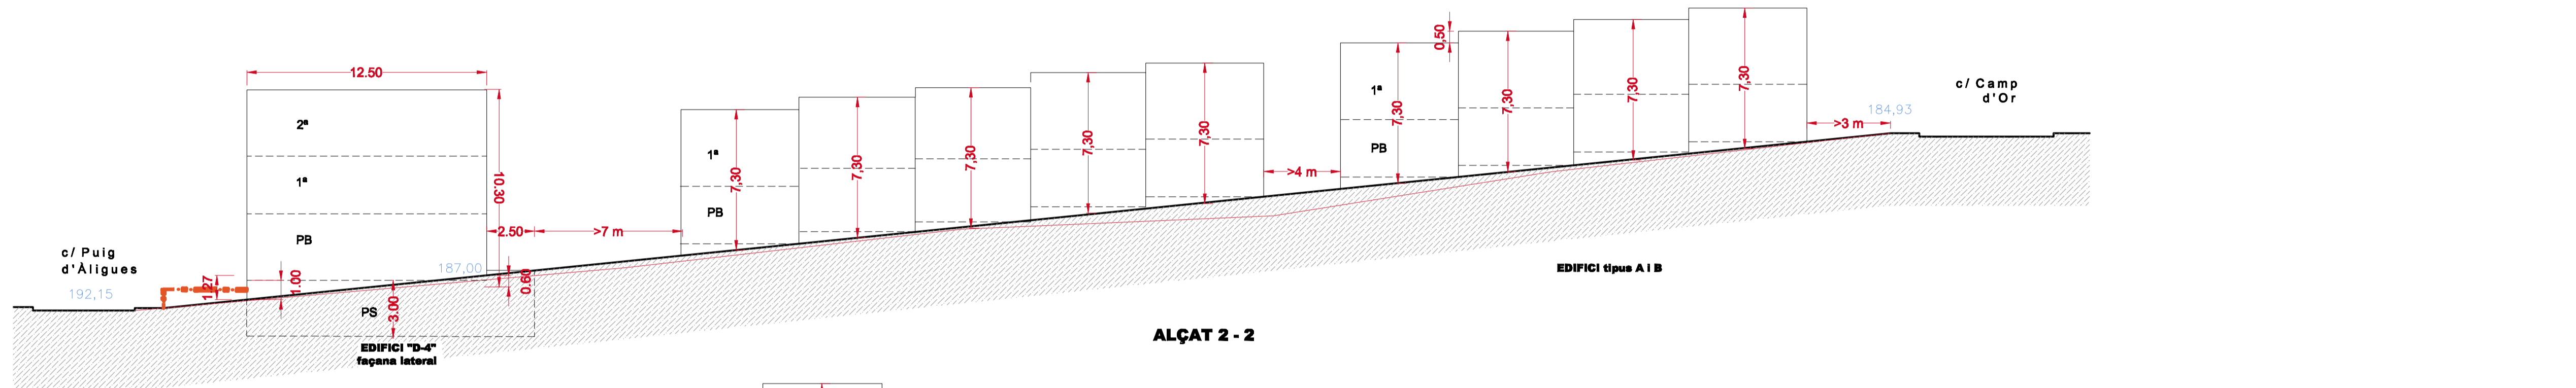 12.50
2ª
1ª
PB
10.30
2.50
>7 m
187,00
0.60
1.27
1.00
PS
3.00
c/ Puig
d'Àligues
192,15
EDIFICI "D-4"
façana lateral
1ª
PB
7,30
7,30
7,30
7,30
7,30
>4 m
1ª
PB
7,30
0,50
7,30
7,30
7,30
>3 m
184,93
c/ Camp
d'Or
EDIFICI tipus A i B
ALÇAT 2 - 2